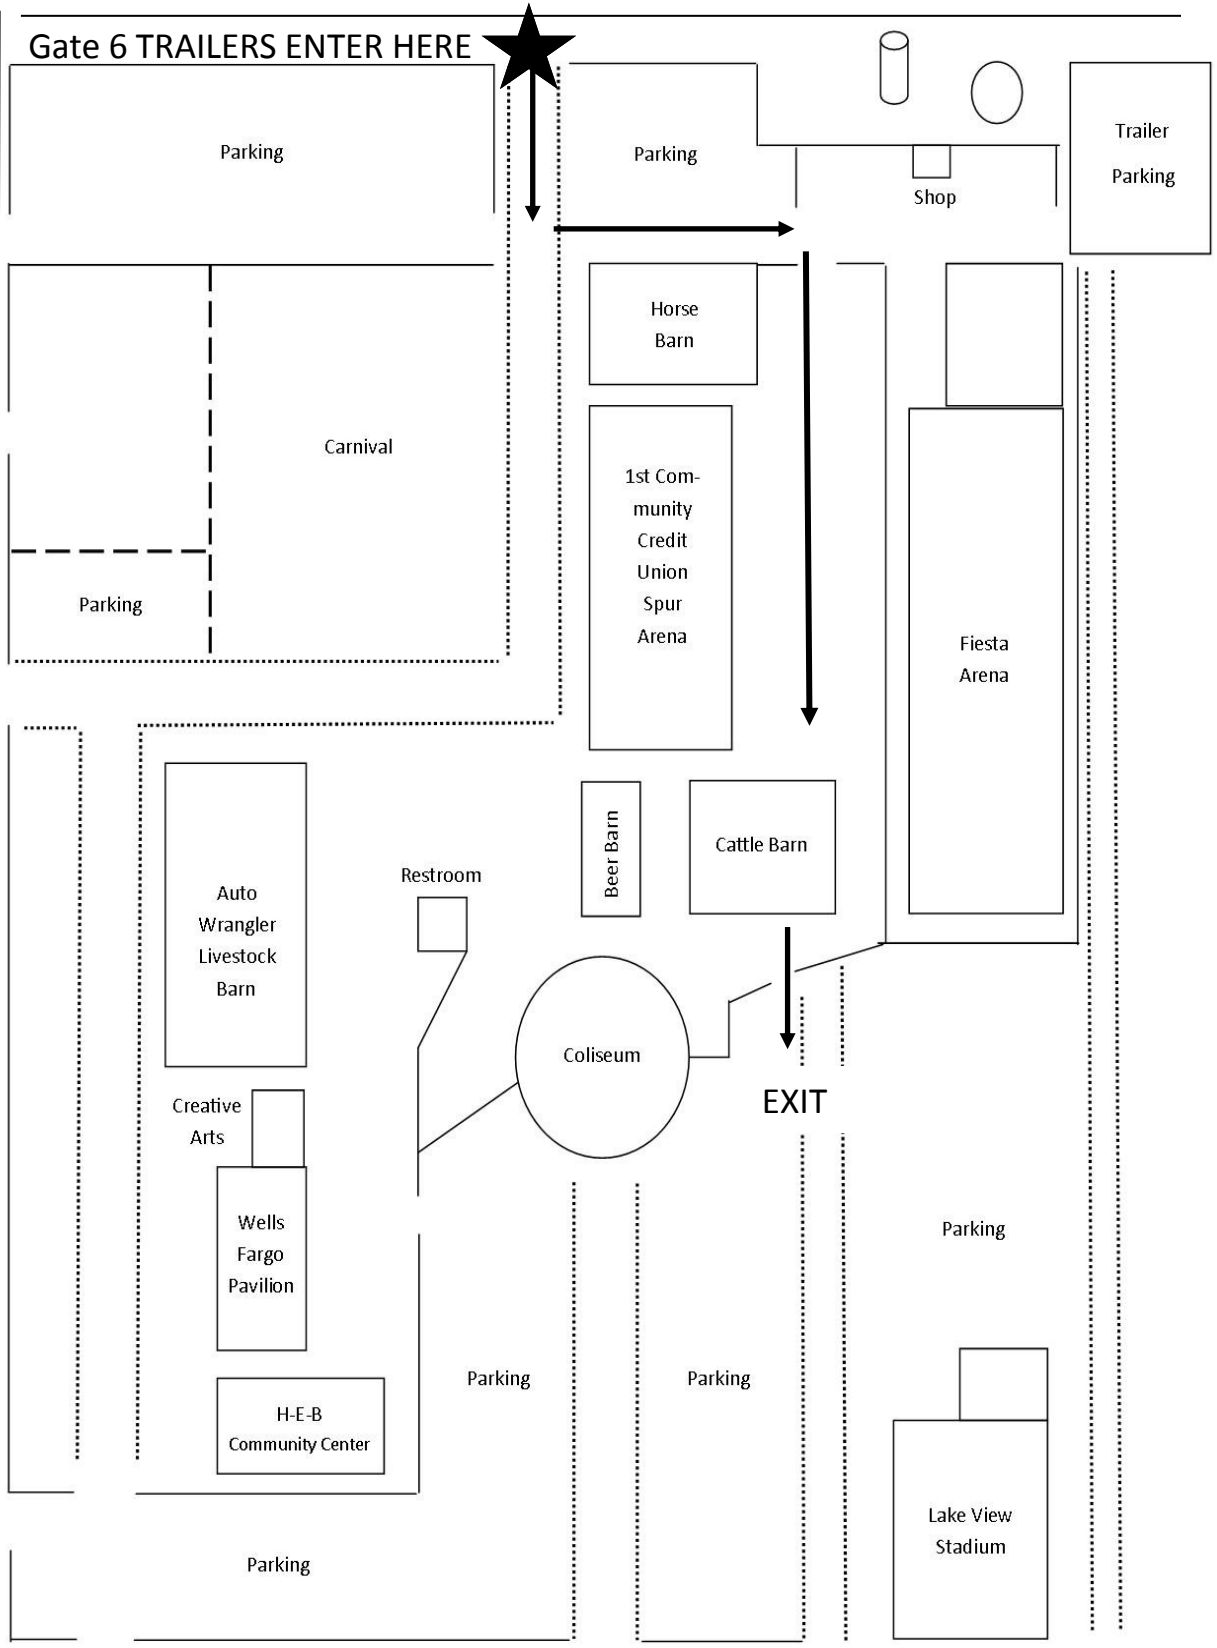 Gate 6 TRAILERS ENTER HERE
Parking
Parking
Trailer
Parking
Shop
Horse
Barn
Carnival
1st Com-
munity
Credit
Union
Spur
Arena
Parking
Fiesta
Arena
Beer Barn
Cattle Barn
Restroom
Auto
Wrangler
Livestock
Barn
Coliseum
EXIT
Creative
Arts
Wells
Fargo
Pavilion
Parking
Parking
Parking
H-E-B
Community Center
Lake View
Stadium
Parking